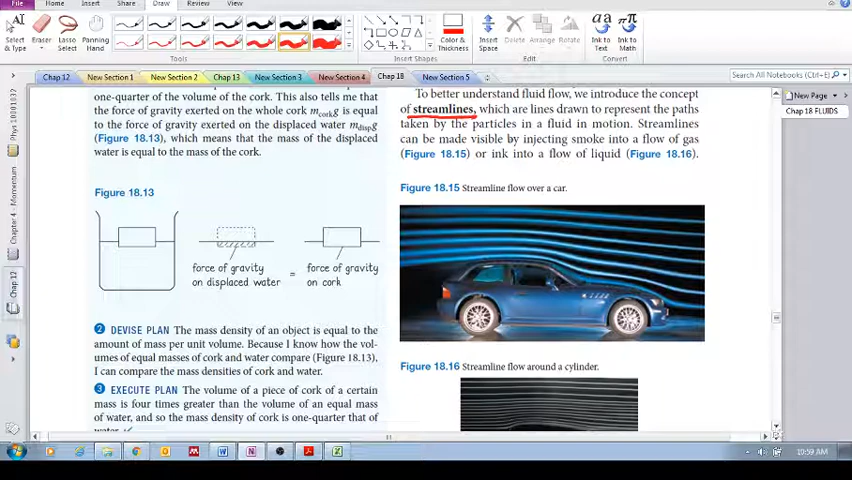 File Home Insert Draw Review View
Select & Type
Eraser
Lasso Select
Panning Hand
Tools
Insert Shapes
Color & Thickness
Insert Space
Delete
Arrange
Rotate
Edit
Ink to Text
Ink to Math
Convert
Chap 12 New Section 1 New Section 2 Chap 13 New Section 3 New Section 4 Chap 18 New Section 5
Search All Notebooks (Ctrl+E)
New Page
Chap 18 FLUIDS
Chapter 4 - Momentum
Chap 12
one-quarter of the volume of the cork. This also tells me that
the force of gravity exerted on the whole cork mcorkg is equal
to the force of gravity exerted on the displaced water mdispg
(Figure 18.13), which means that the mass of the displaced
water is equal to the mass of the cork.
Figure 18.13
force of gravity
on displaced water
=
force of gravity
on cork
2 DEVISE PLAN The mass density of an object is equal to the
amount of mass per unit volume. Because I know how the vol-
umes of equal masses of cork and water compare (Figure 18.13),
I can compare the mass densities of cork and water.
3 EXECUTE PLAN The volume of a piece of cork of a certain
mass is four times greater than the volume of an equal mass
of water, and so the mass density of cork is one-quarter that of
water. ✓
To better understand fluid flow, we introduce the concept
of streamlines, which are lines drawn to represent the paths
taken by the particles in a fluid in motion. Streamlines
can be made visible by injecting smoke into a flow of gas
(Figure 18.15) or ink into a flow of liquid (Figure 18.16).
Figure 18.15 Streamline flow over a car.
Figure 18.16 Streamline flow around a cylinder.
10:59 AM